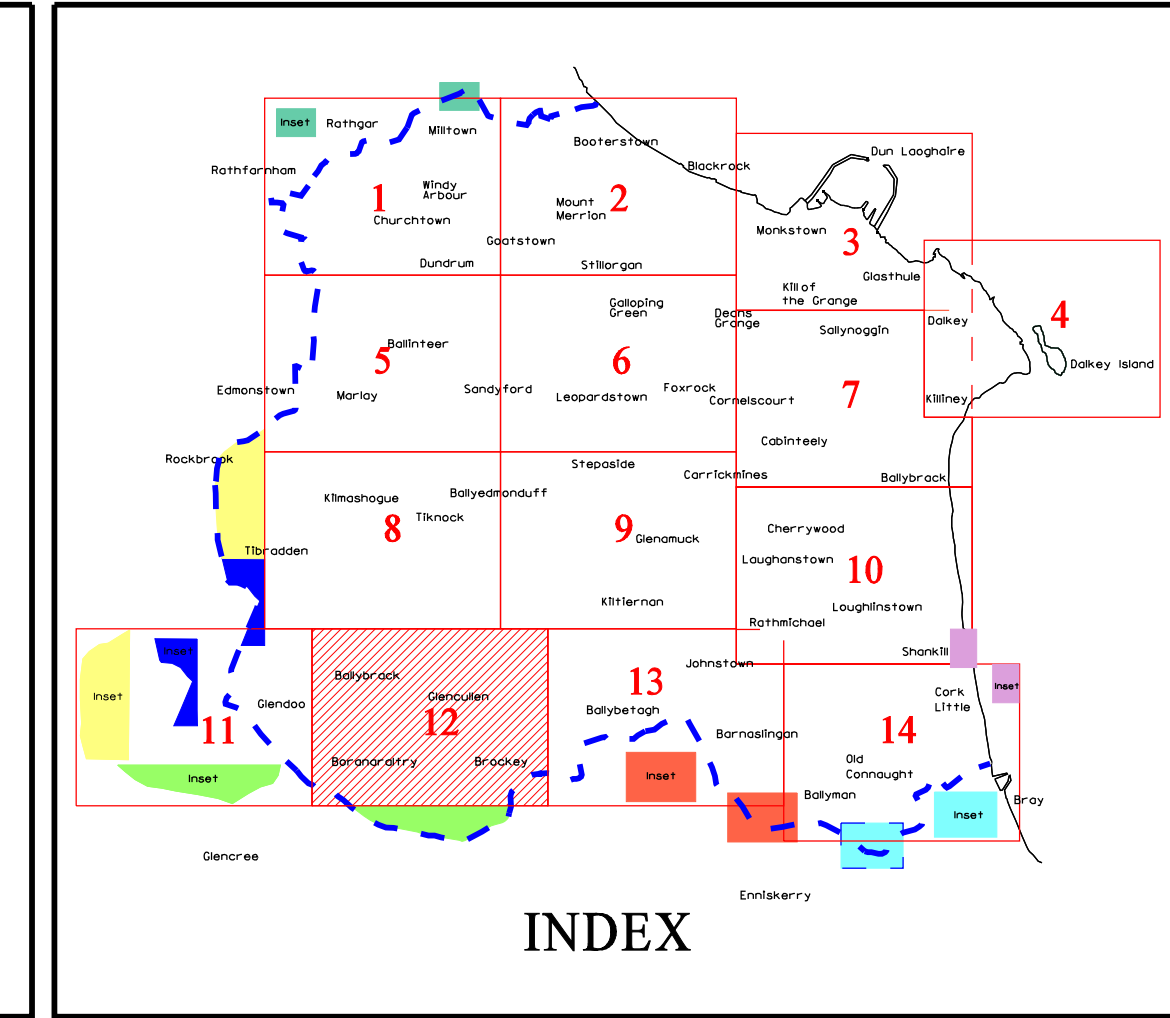 Inset
Rathgar
Milltown
Booterstown
Dun Laoghaire
Rathfarnham
Blackrock
1
Windy
Arbour
Mount
Merrion
2
Churchtown
Monkstown
3
Goatstown
Dundrum
Stillorgan
Glasthule
Kill of
the Grange
Galloping
Green
Deans
Grange
Sallynoggin
Dalkey
4
Ballinteer
5
6
Dalkey Island
Edmonstown
Marlay
Sandyford
Leopardstown
Foxrock
Cornelscourt
7
Killiney
Cabinteely
Rockbrook
Stepaside
Carrickmines
Ballybrack
Kilmashogue
Ballyedmonduff
Tiknock
8
9
Glenamuck
Cherrywood
Tibradden
Laughanstown
10
Kiltiernan
Loughlinstown
Rathmichael
Inset
Shankill
Johnstown
Ballybrack
13
Inset
Inset
Glendoo
Glencullen
Ballybetagh
Cork
Little
11
12
Barnaslingan
14
Boranaraltry
Brockey
Old
Connaught
Inset
Inset
Ballyman
Bray
Inset
Glencree
Enniskerry
INDEX